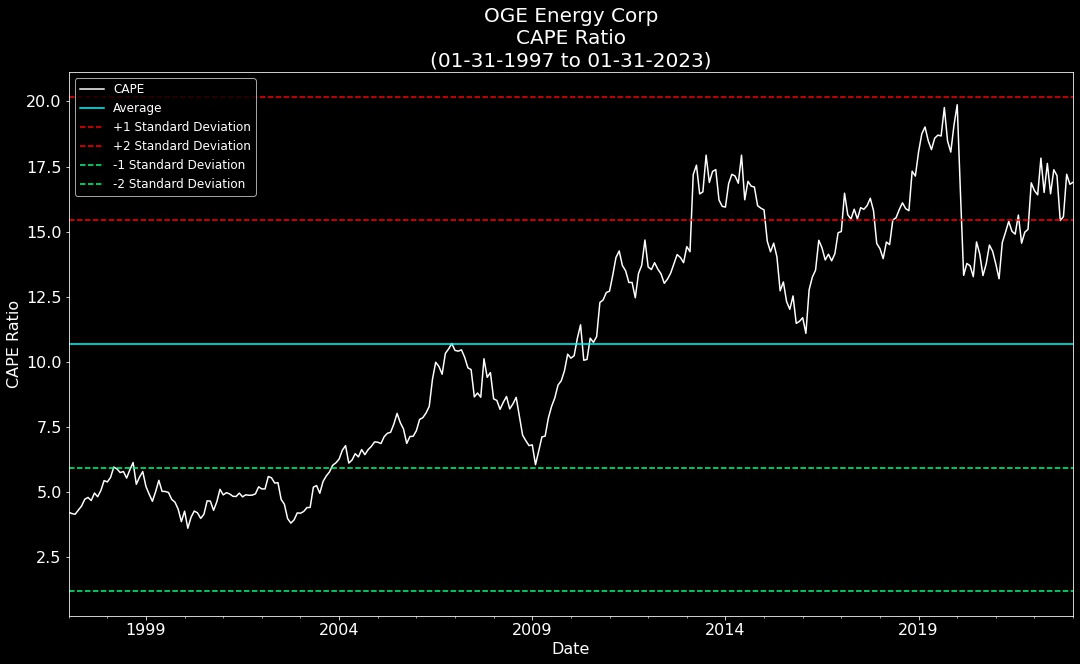 OGE Energy Corp
CAPE Ratio
(01-31-1997 to 01-31-2023)
CAPE
Average
+1 Standard Deviation
+2 Standard Deviation
-1 Standard Deviation
-2 Standard Deviation
20.0
17.5
15.0
12.5
10.0
7.5
5.0
2.5
CAPE Ratio
1999 2004 2009 2014 2019
Date